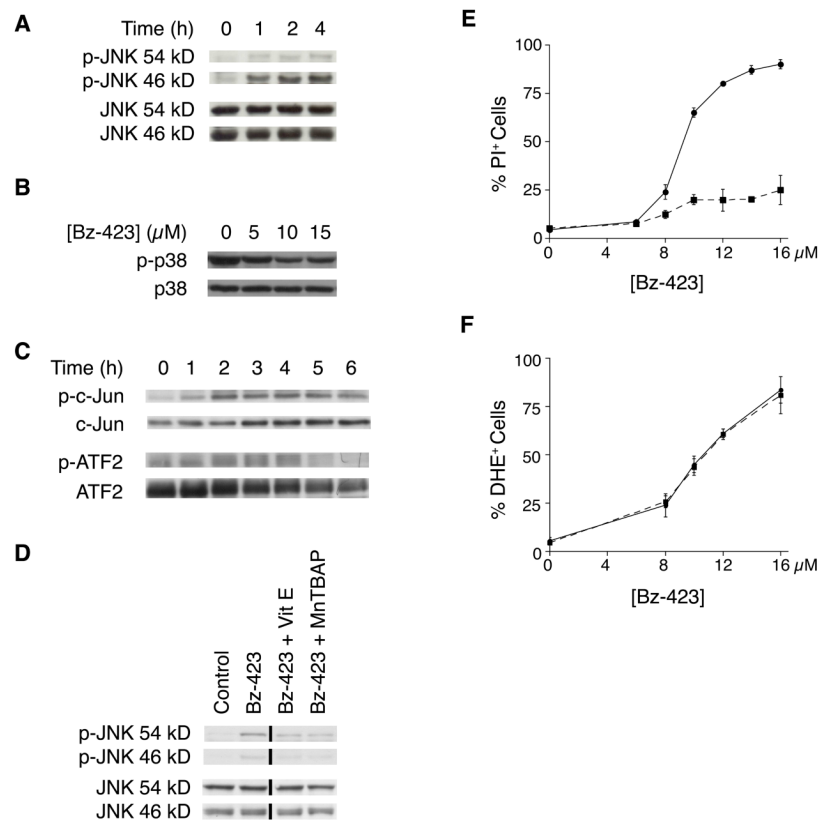 A
Time (h) 0 1 2 4
p-JNK 54 kD
p-JNK 46 kD
JNK 54 kD
JNK 46 kD
B
[Bz-423] (µM) 0 5 10 15
p-p38
p38
C
Time (h) 0 1 2 3 4 5 6
p-c-Jun
c-Jun
p-ATF2
ATF2
D
Control
Bz-423
Bz-423 + Vit E
Bz-423 + MnTBAP
p-JNK 54 kD
p-JNK 46 kD
JNK 54 kD
JNK 46 kD
E
% PI+ Cells
100
75
50
25
0
0 4 8 12 16 µM
[Bz-423]
F
% DHE+ Cells
100
75
50
25
0
0 4 8 12 16 µM
[Bz-423]